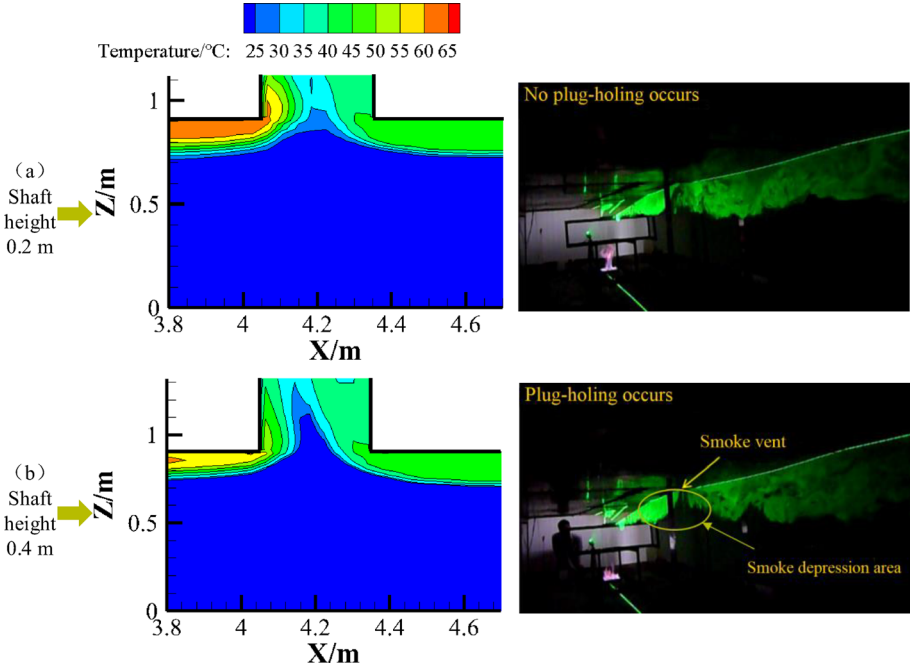 Temperature/°C: 25 30 35 40 45 50 55 60 65
(a)
Shaft
height
0.2 m
Z/m
1
0.5
0
3.8 4 4.2 4.4 4.6
X/m
No plug-holing occurs
(b)
Shaft
height
0.4 m
Z/m
1
0.5
0
3.8 4 4.2 4.4 4.6
X/m
Plug-holing occurs
Smoke vent
Smoke depression area